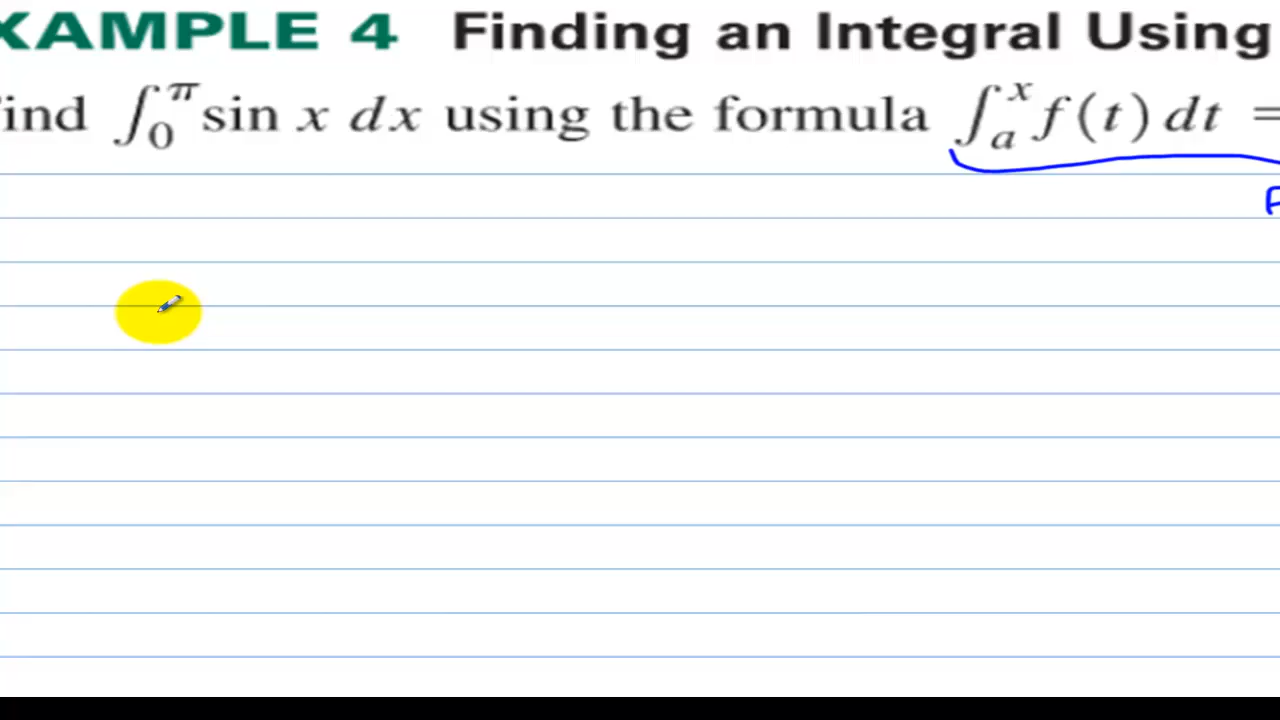 XAMPLE 4 Finding an Integral Using
ind ∫₀^π sin x dx using the formula ∫ₐ^x f(t) dt =